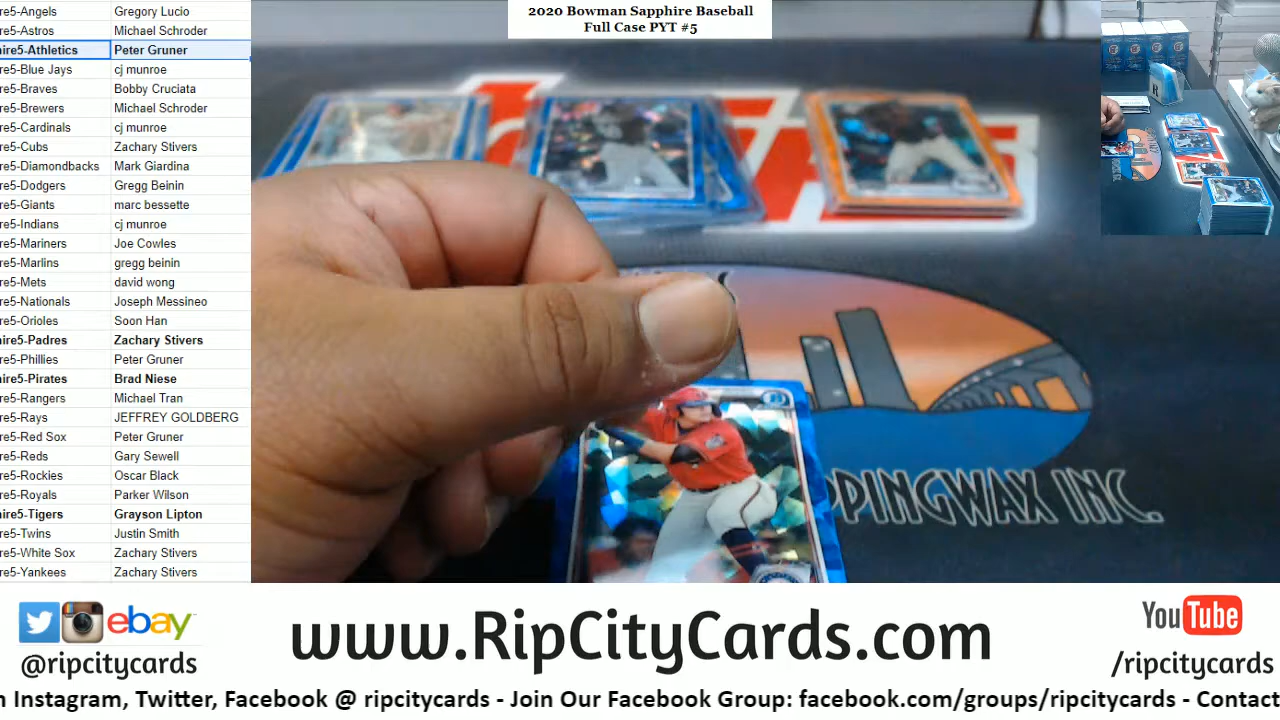 2020 Bowman Sapphire Baseball
Full Case PYT #5
re5-Angels Gregory Lucio
re5-Astros Michael Schroder
ire5-Athletics Peter Gruner
re5-Blue Jays cj munroe
re5-Braves Bobby Cruciata
re5-Brewers Michael Schroder
re5-Cardinals cj munroe
re5-Cubs Zachary Stivers
re5-Diamondbacks Mark Giardina
re5-Dodgers Gregg Beinin
re5-Giants marc bessette
re5-Indians cj munroe
re5-Mariners Joe Cowles
re5-Marlins gregg beinin
re5-Mets david wong
re5-Nationals Joseph Messineo
re5-Orioles Soon Han
ire5-Padres Zachary Stivers
re5-Phillies Peter Gruner
ire5-Pirates Brad Niese
re5-Rangers Michael Tran
re5-Rays JEFFREY GOLDBERG
re5-Red Sox Peter Gruner
re5-Reds Gary Sewell
re5-Rockies Oscar Black
re5-Royals Parker Wilson
ire5-Tigers Grayson Lipton
re5-Twins Justin Smith
re5-White Sox Zachary Stivers
re5-Yankees Zachary Stivers
PPINGWAX INC.
ebay
@ripcitycards
www.RipCityCards.com
YouTube
/ripcitycards
n Instagram, Twitter, Facebook @ ripcitycards - Join Our Facebook Group: facebook.com/groups/ripcitycards - Contact